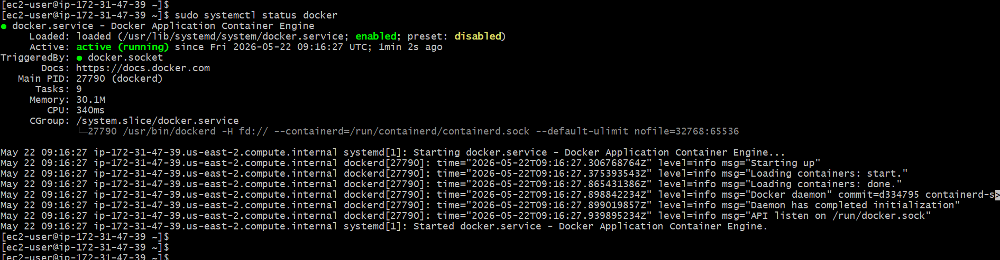 [ec2-user@ip-172-31-47-39 ~]$
[ec2-user@ip-172-31-47-39 ~]$ sudo systemctl status docker
● docker.service - Docker Application Container Engine
     Loaded: loaded (/usr/lib/systemd/system/docker.service; enabled; preset: disabled)
     Active: active (running) since Fri 2026-05-22 09:16:27 UTC; 1min 2s ago
TriggeredBy: ● docker.socket
       Docs: https://docs.docker.com
   Main PID: 27790 (dockerd)
      Tasks: 9
     Memory: 30.1M
        CPU: 340ms
     CGroup: /system.slice/docker.service
             └─27790 /usr/bin/dockerd -H fd:// --containerd=/run/containerd/containerd.sock --default-ulimit nofile=32768:65536

May 22 09:16:27 ip-172-31-47-39.us-east-2.compute.internal systemd[1]: Starting docker.service - Docker Application Container Engine...
May 22 09:16:27 ip-172-31-47-39.us-east-2.compute.internal dockerd[27790]: time="2026-05-22T09:16:27.306768764Z" level=info msg="Starting up"
May 22 09:16:27 ip-172-31-47-39.us-east-2.compute.internal dockerd[27790]: time="2026-05-22T09:16:27.375393543Z" level=info msg="Loading containers: start."
May 22 09:16:27 ip-172-31-47-39.us-east-2.compute.internal dockerd[27790]: time="2026-05-22T09:16:27.865431386Z" level=info msg="Loading containers: done."
May 22 09:16:27 ip-172-31-47-39.us-east-2.compute.internal dockerd[27790]: time="2026-05-22T09:16:27.898842234Z" level=info msg="Docker daemon" commit=d334795 containerd-s>
May 22 09:16:27 ip-172-31-47-39.us-east-2.compute.internal dockerd[27790]: time="2026-05-22T09:16:27.899019857Z" level=info msg="Daemon has completed initialization"
May 22 09:16:27 ip-172-31-47-39.us-east-2.compute.internal dockerd[27790]: time="2026-05-22T09:16:27.939895234Z" level=info msg="API listen on /run/docker.sock"
May 22 09:16:27 ip-172-31-47-39.us-east-2.compute.internal systemd[1]: Started docker.service - Docker Application Container Engine.
[ec2-user@ip-172-31-47-39 ~]$
[ec2-user@ip-172-31-47-39 ~]$
[ec2-user@ip-172-31-47-39 ~]$